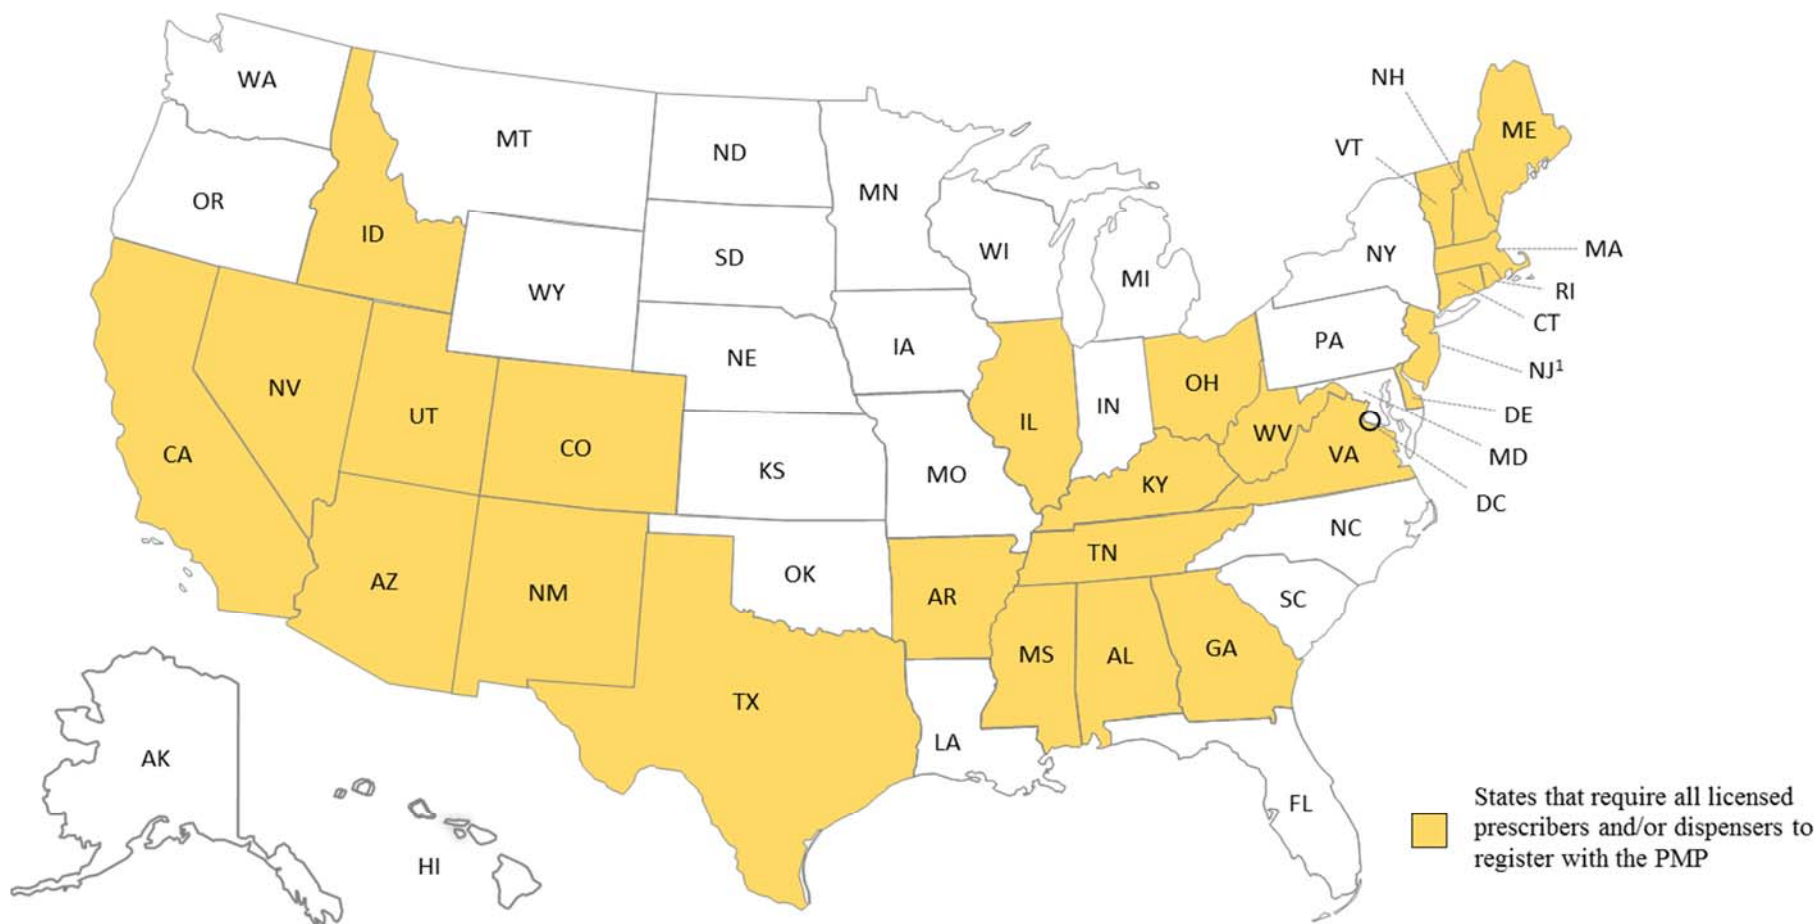 WA
MT
ND
MN
OR
ID
SD
WI
MI
NY
NH
VT
ME
MA
RI
CT
NJ¹
DE
MD
DC
WY
NE
IA
PA
NV
UT
CO
KS
MO
IL
IN
OH
WV
VA
KY
CA
AZ
NM
OK
AR
TN
NC
SC
MS
AL
GA
TX
LA
FL
AK
HI
States that require all licensed
prescribers and/or dispensers to
register with the PMP